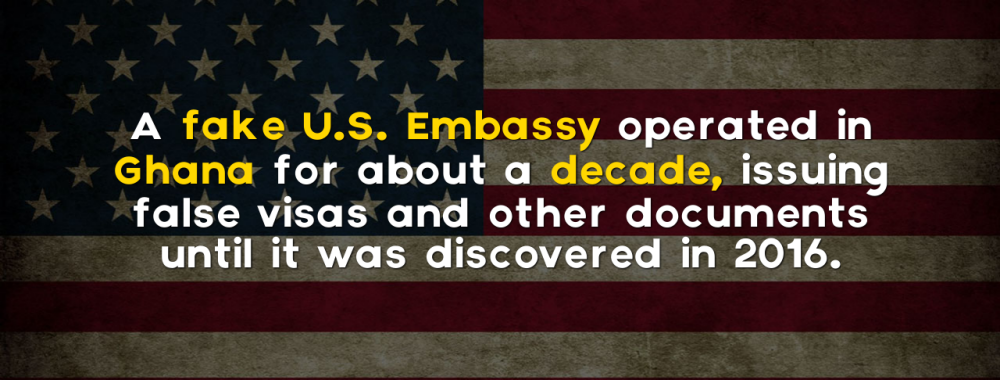 A fake U.S. Embassy operated in
Ghana for about a decade, issuing
false visas and other documents
until it was discovered in 2016.